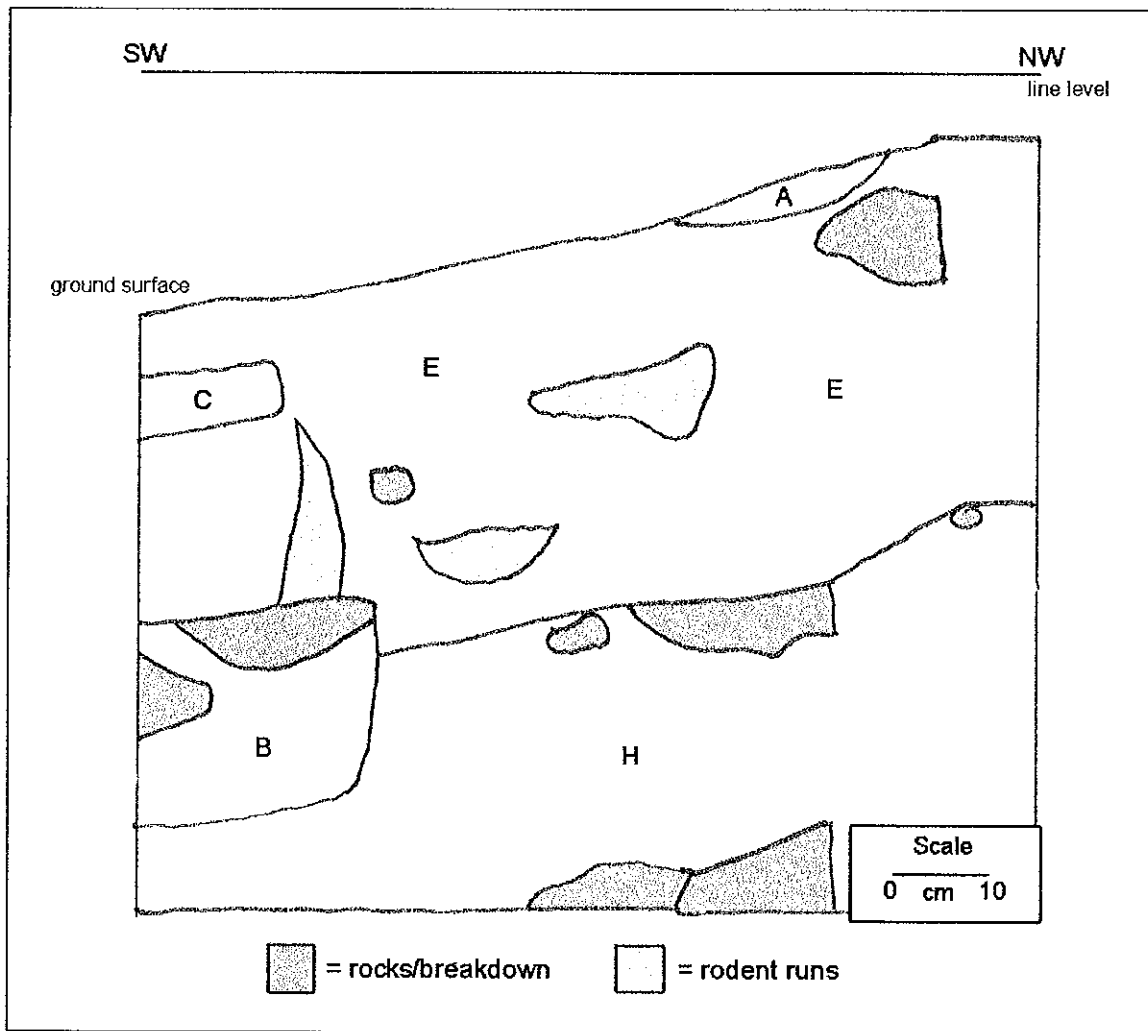 SW NW
line level
A
ground surface
E
E
C
B
H
Scale
0 cm 10
= rocks/breakdown = rodent runs